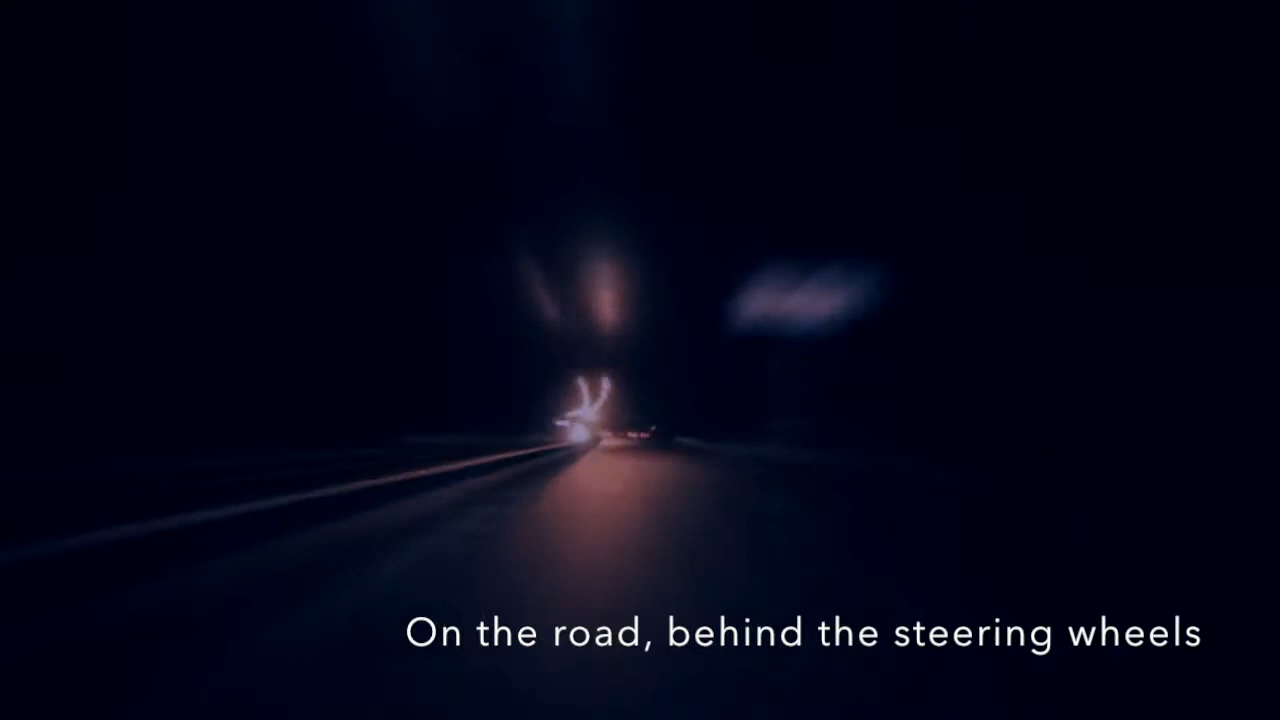 On the road, behind the steering wheels